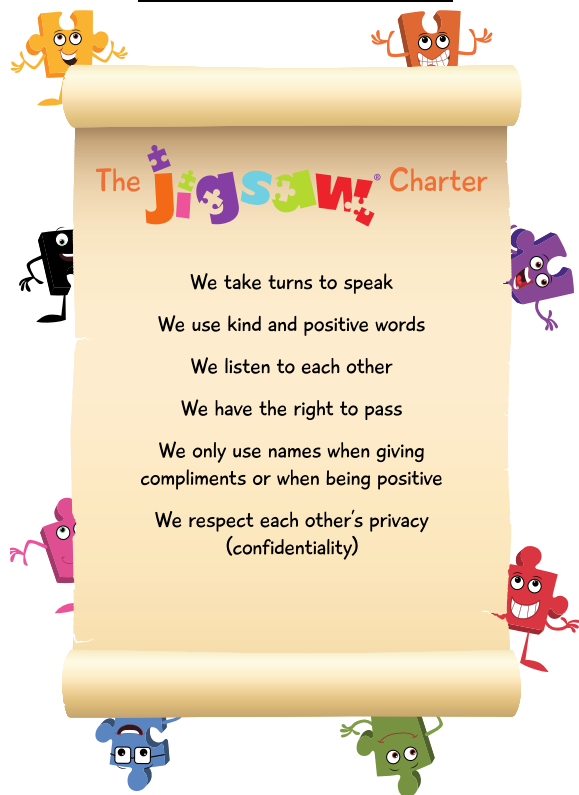 The jigsaw!® Charter
We take turns to speak
We use kind and positive words
We listen to each other
We have the right to pass
We only use names when giving
compliments or when being positive
We respect each other's privacy
(confidentiality)